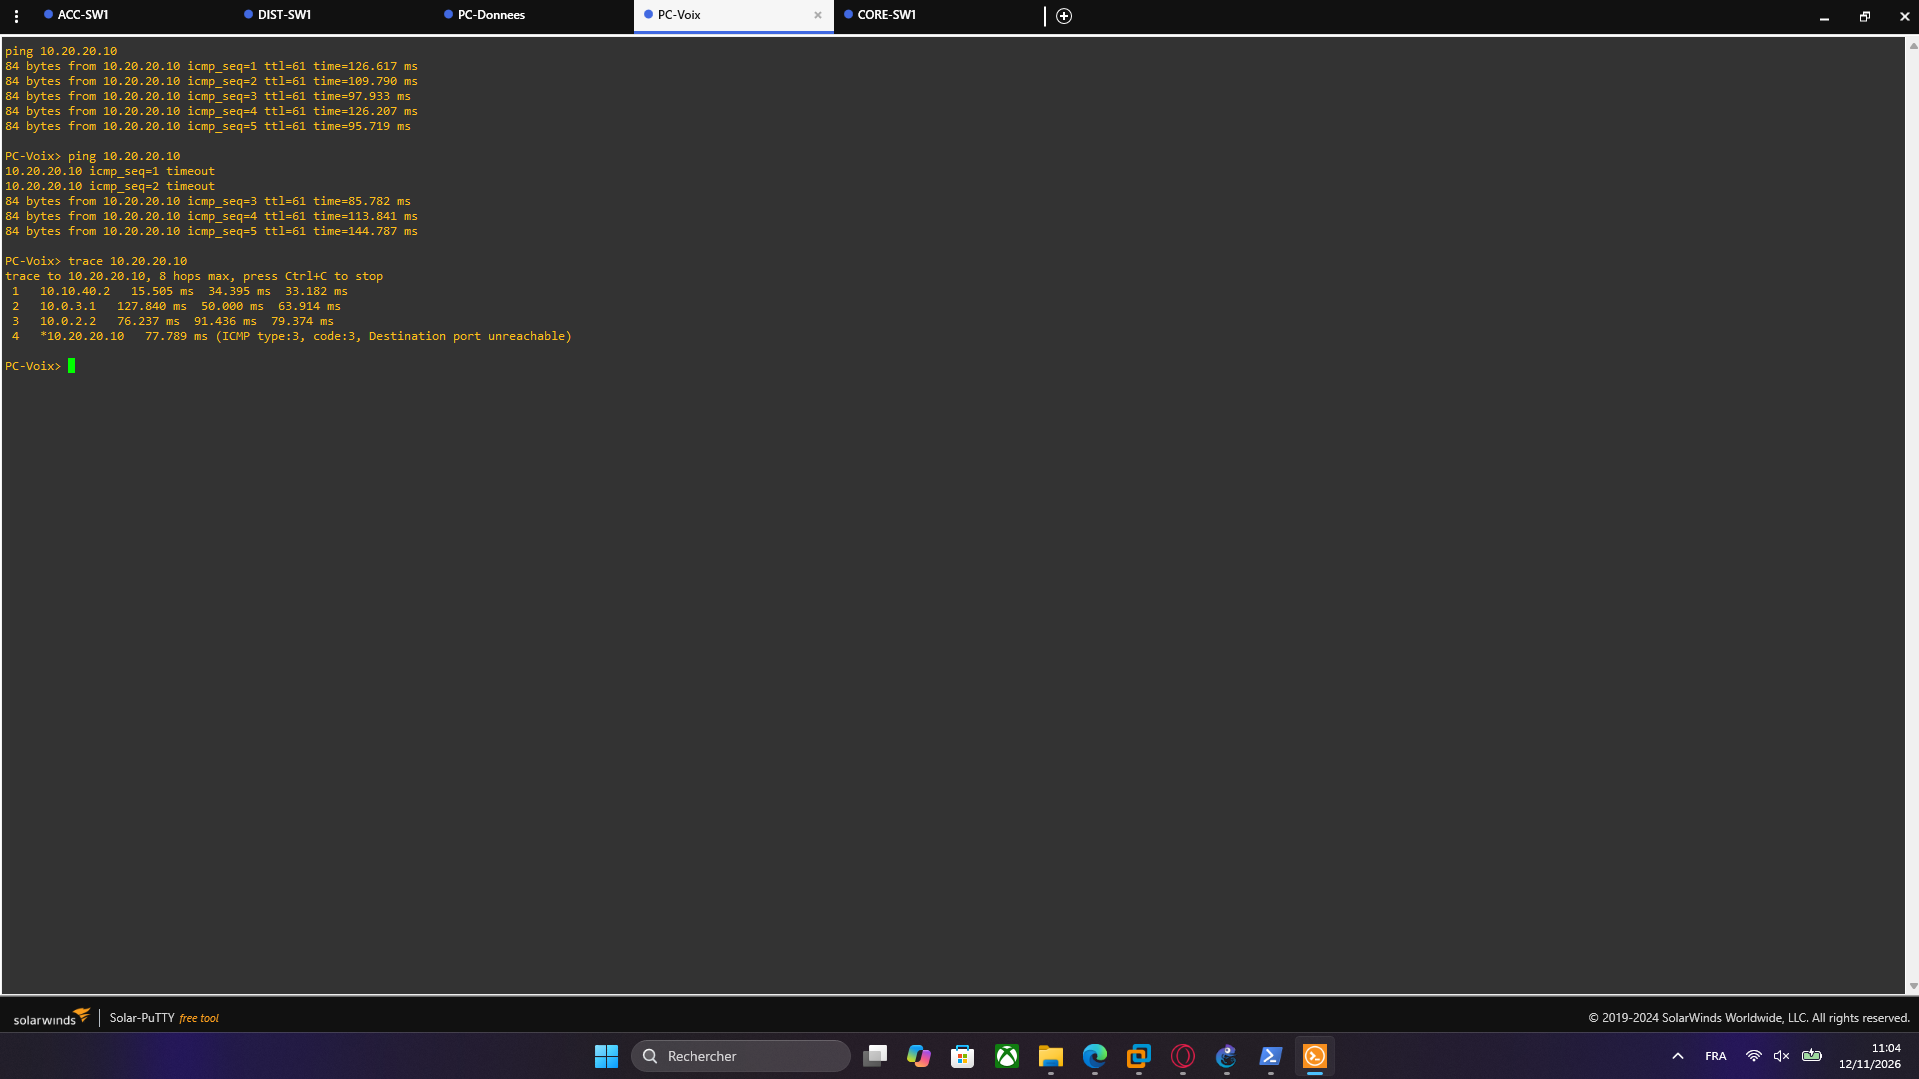 ACC-SW1
DIST-SW1
PC-Donnees
PC-Voix
CORE-SW1
ping 10.20.20.10
84 bytes from 10.20.20.10 icmp_seq=1 ttl=61 time=126.617 ms
84 bytes from 10.20.20.10 icmp_seq=2 ttl=61 time=109.790 ms
84 bytes from 10.20.20.10 icmp_seq=3 ttl=61 time=97.933 ms
84 bytes from 10.20.20.10 icmp_seq=4 ttl=61 time=126.207 ms
84 bytes from 10.20.20.10 icmp_seq=5 ttl=61 time=95.719 ms
PC-Voix> ping 10.20.20.10
10.20.20.10 icmp_seq=1 timeout
10.20.20.10 icmp_seq=2 timeout
84 bytes from 10.20.20.10 icmp_seq=3 ttl=61 time=85.782 ms
84 bytes from 10.20.20.10 icmp_seq=4 ttl=61 time=113.841 ms
84 bytes from 10.20.20.10 icmp_seq=5 ttl=61 time=144.787 ms
PC-Voix> trace 10.20.20.10
trace to 10.20.20.10, 8 hops max, press Ctrl+C to stop
1 10.10.40.2 15.505 ms 34.395 ms 33.182 ms
2 10.0.3.1 127.840 ms 50.000 ms 63.914 ms
3 10.0.2.2 76.237 ms 91.436 ms 79.374 ms
4 *10.20.20.10 77.789 ms (ICMP type:3, code:3, Destination port unreachable)
PC-Voix>
solarwinds Solar-PuTTY free tool
© 2019-2024 SolarWinds Worldwide, LLC. All rights reserved.
Rechercher
FRA
11:04
12/11/2026